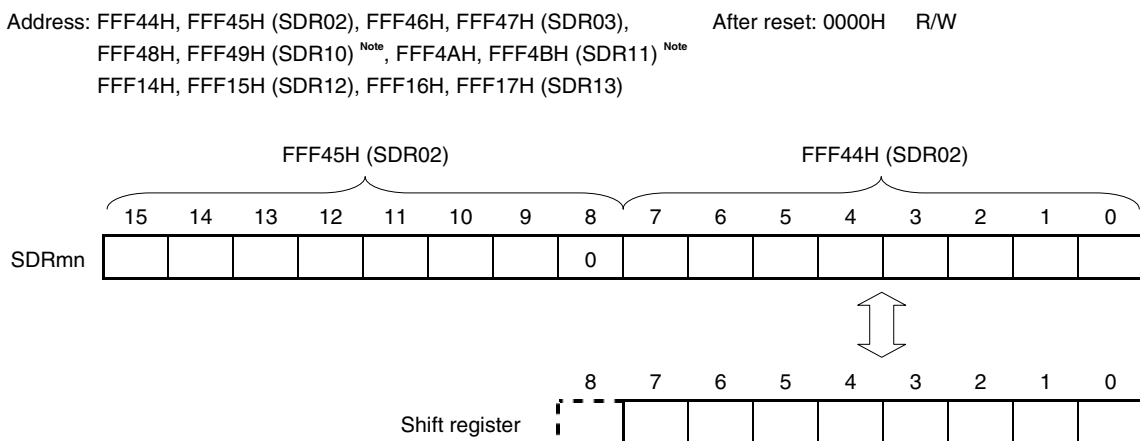 Address: FFF44H, FFF45H (SDR02), FFF46H, FFF47H (SDR03), After reset: 0000H R/W
FFF48H, FFF49H (SDR10) Note, FFF4AH, FFF4BH (SDR11) Note
FFF14H, FFF15H (SDR12), FFF16H, FFF17H (SDR13)
FFF45H (SDR02) FFF44H (SDR02)
15 14 13 12 11 10 9 8 7 6 5 4 3 2 1 0
SDRmn 0
8 7 6 5 4 3 2 1 0
Shift register